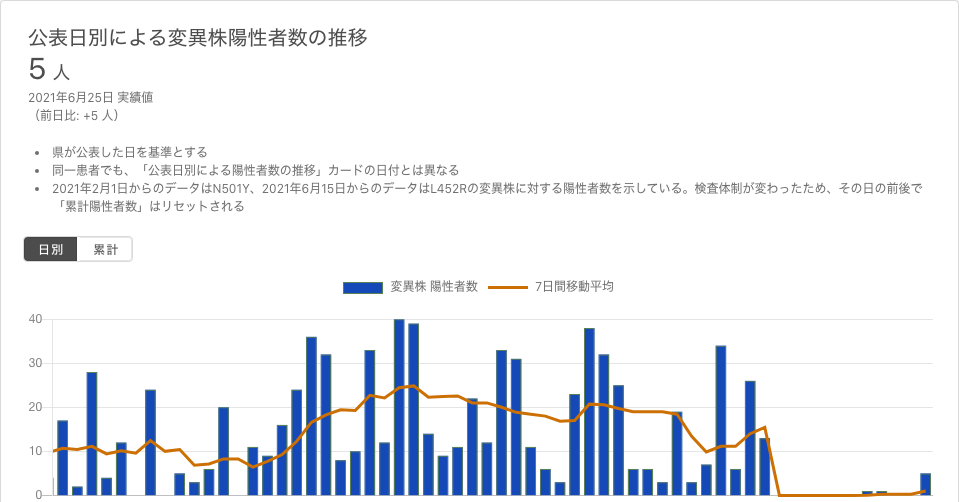 公表日別による変異株陽性者数の推移
5 人
2021年6月25日 実績値
（前日比: +5 人）
• 県が公表した日を基準とする
• 同一患者でも、「公表日別による陽性者数の推移」カードの日付とは異なる
• 2021年2月1日からのデータはN501Y、2021年6月15日からのデータはL452Rの変異株に対する陽性者数を示している。検査体制が変わったため、その日の前後で
「累計陽性者数」はリセットされる
日別 累計
変異株 陽性者数 7日間移動平均
40
30
20
10
0